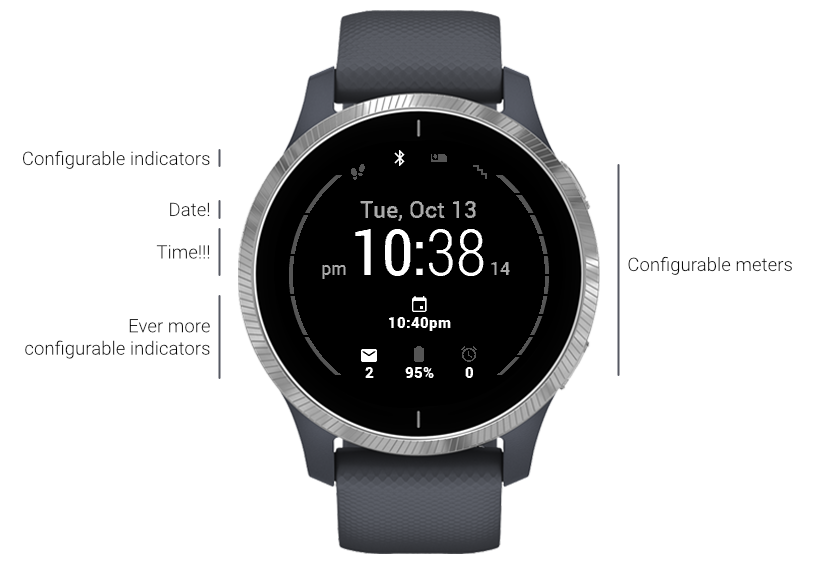 Configurable indicators
Date!
Time!!!
Ever more
configurable indicators
Tue, Oct 13
pm 10:38 14
10:40pm
2 95% 0
Configurable meters